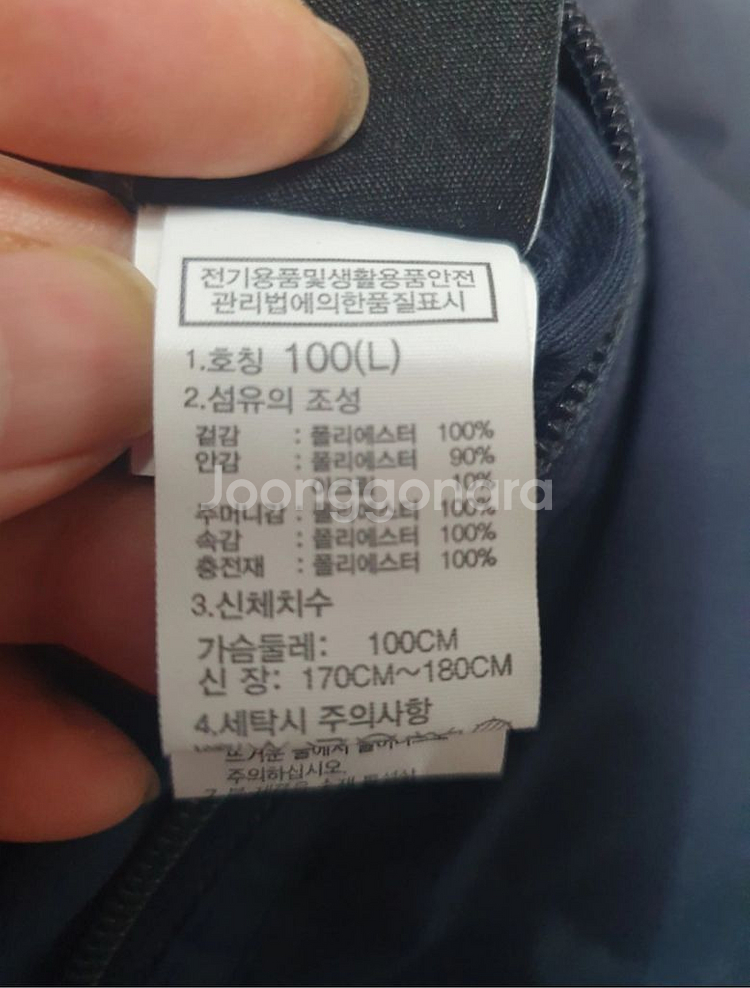 전기용품및생활용품안전
관리법에의한품질표시
1.호칭 100(L)
2.섬유의 조성
겉감 : 폴리에스터 100%
안감 : 폴리에스터 90%
10%
주머니감 : 폴리에스터 100%
속감 : 폴리에스터 100%
충전재 : 폴리에스터 100%
3.신체치수
가슴둘레: 100CM
신 장: 170CM~180CM
4.세탁시 주의사항
주의하십시오
Joonggonara